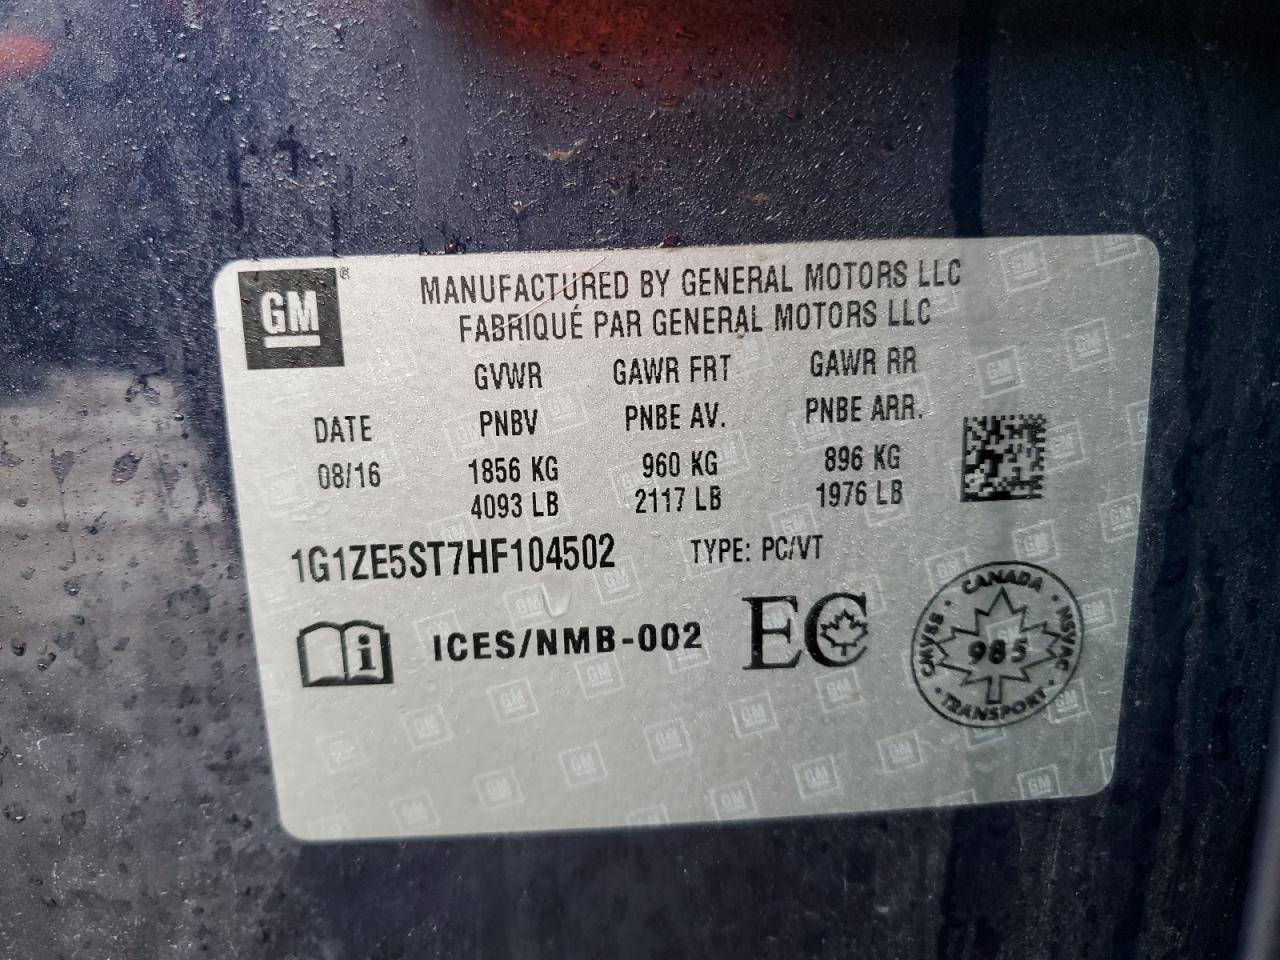 GM ®
MANUFACTURED BY GENERAL MOTORS LLC
FABRIQUÉ PAR GENERAL MOTORS LLC
GVWR GAWR FRT GAWR RR
DATE PNBV PNBE AV. PNBE ARR.
08/16 1856 KG 960 KG 896 KG
4093 LB 2117 LB 1976 LB
1G1ZE5ST7HF104502 TYPE: PC/VT
i ICES/NMB-002 EC
CANADA
CMVSS · NSVAC
985
TRANSPORT